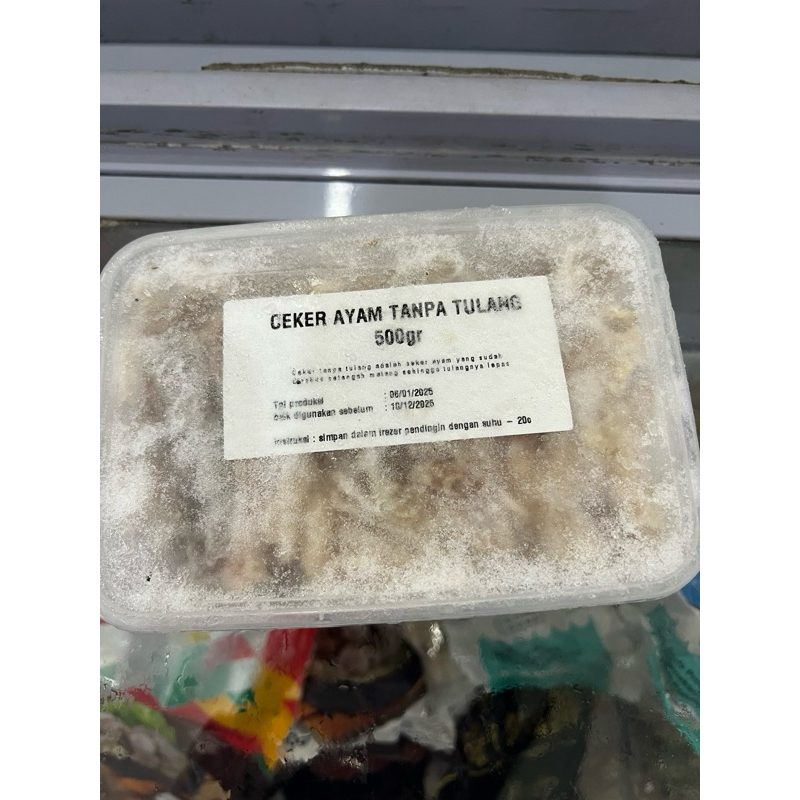 CEKER AYAM TANPA TULANG
500gr
Ceker tanpa tulang adalah ceker ayam yang sudah
direbus setengah matang sehingga tulangnya lepas
Tgl produksi : 06/01/2025
baik digunakan sebelum : 10/12/2025
instruksi : simpan dalam frezer pendingin dengan suhu - 20c